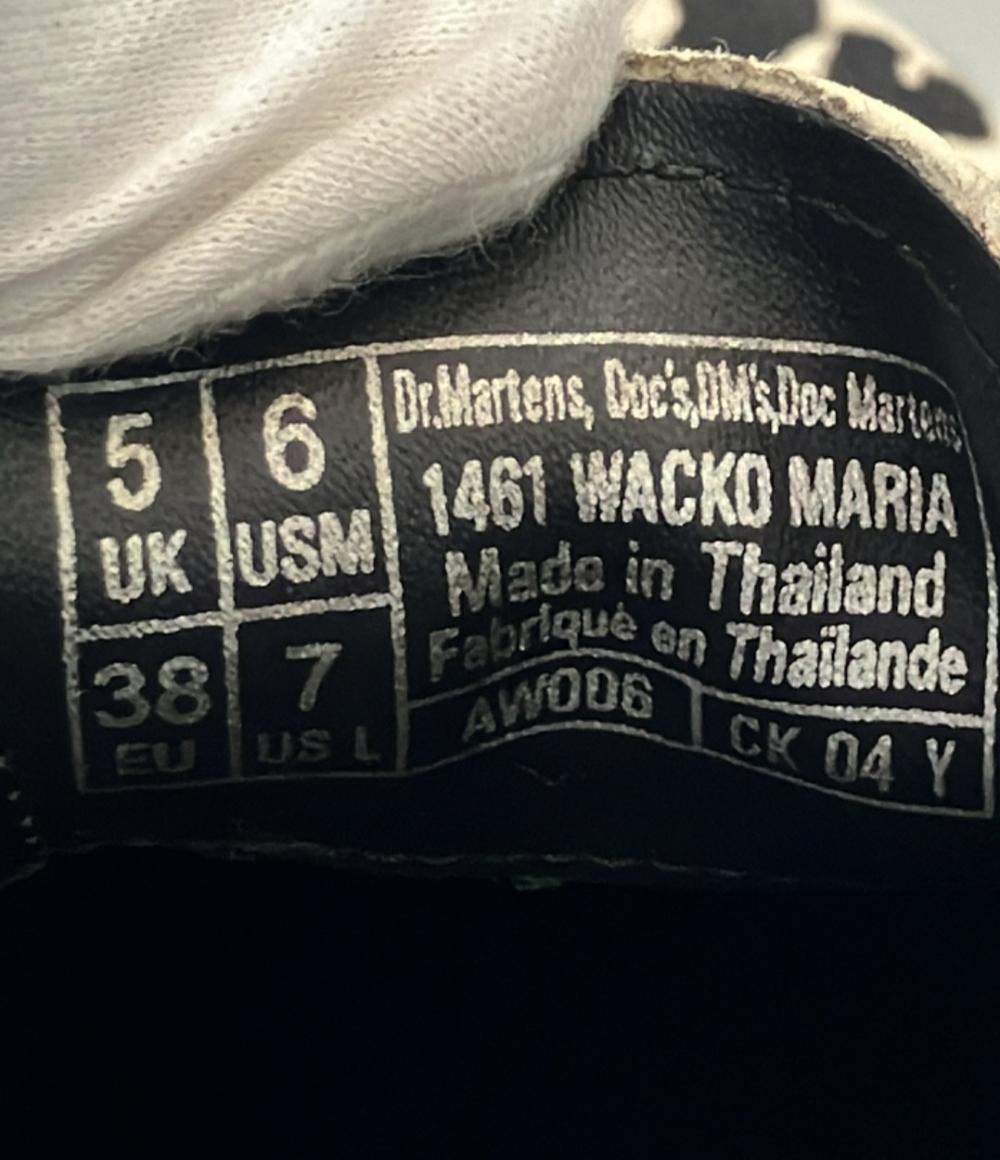 5 UK
6 USM
38 EU
7 US L
Dr.Martens, Doc's,DM's,Doc Martens
1461 WACKO MARIA
Made in Thailand
Fabriqué en Thaïlande
AW006
CK 04 Y